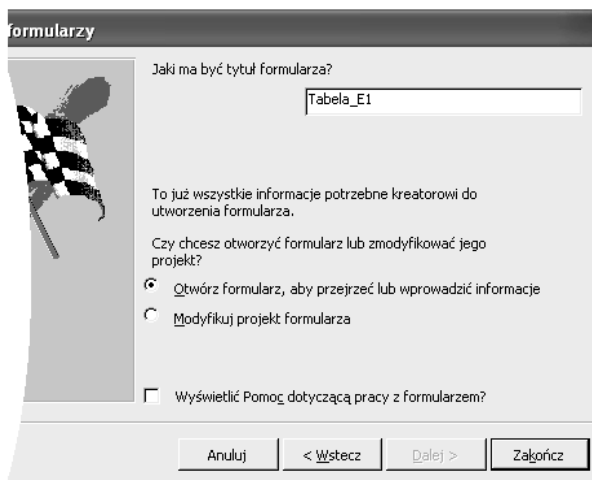 formularzy
Jaki ma być tytuł formularza?
Tabela_E1
To już wszystkie informacje potrzebne kreatorowi do
utworzenia formularza.
Czy chcesz otworzyć formularz lub zmodyfikować jego
projekt?
Otwórz formularz, aby przejrzeć lub wprowadzić informacje
Modyfikuj projekt formularza
Wyświetlić Pomoc dotyczącą pracy z formularzem?
Anuluj < Wstecz Dalej > Zakończ